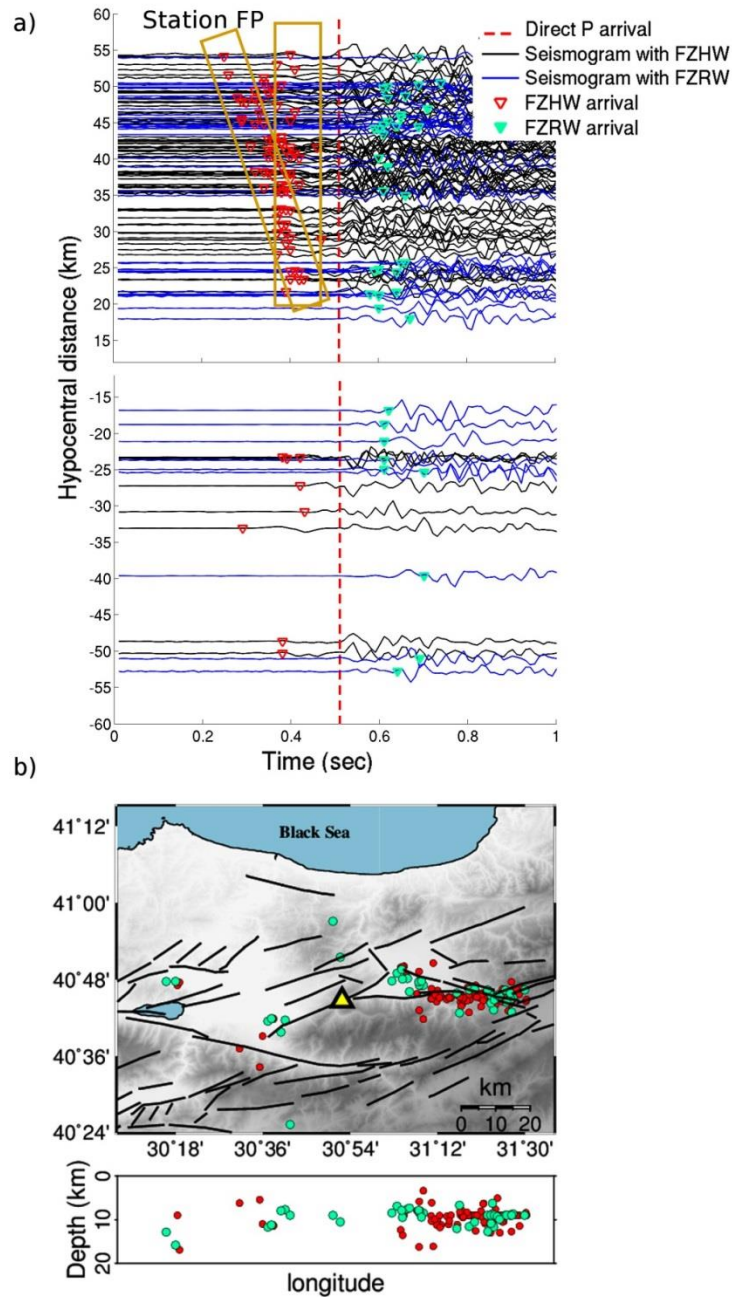 a)
Station FP
Direct P arrival
Seismogram with FZHW
Seismogram with FZRW
FZHW arrival
FZRW arrival
60
55
50
45
40
35
30
25
20
15
Hypocentral distance (km)
-15
-20
-25
-30
-35
-40
-45
-50
-55
-60
0
0.2
0.4
0.6
0.8
1
Time (sec)
b)
Black Sea
41°12'
41°00'
40°48'
40°36'
40°24'
km
0 10 20
30°18' 30°36' 30°54' 31°12' 31°30'
0
10
20
Depth (km)
longitude